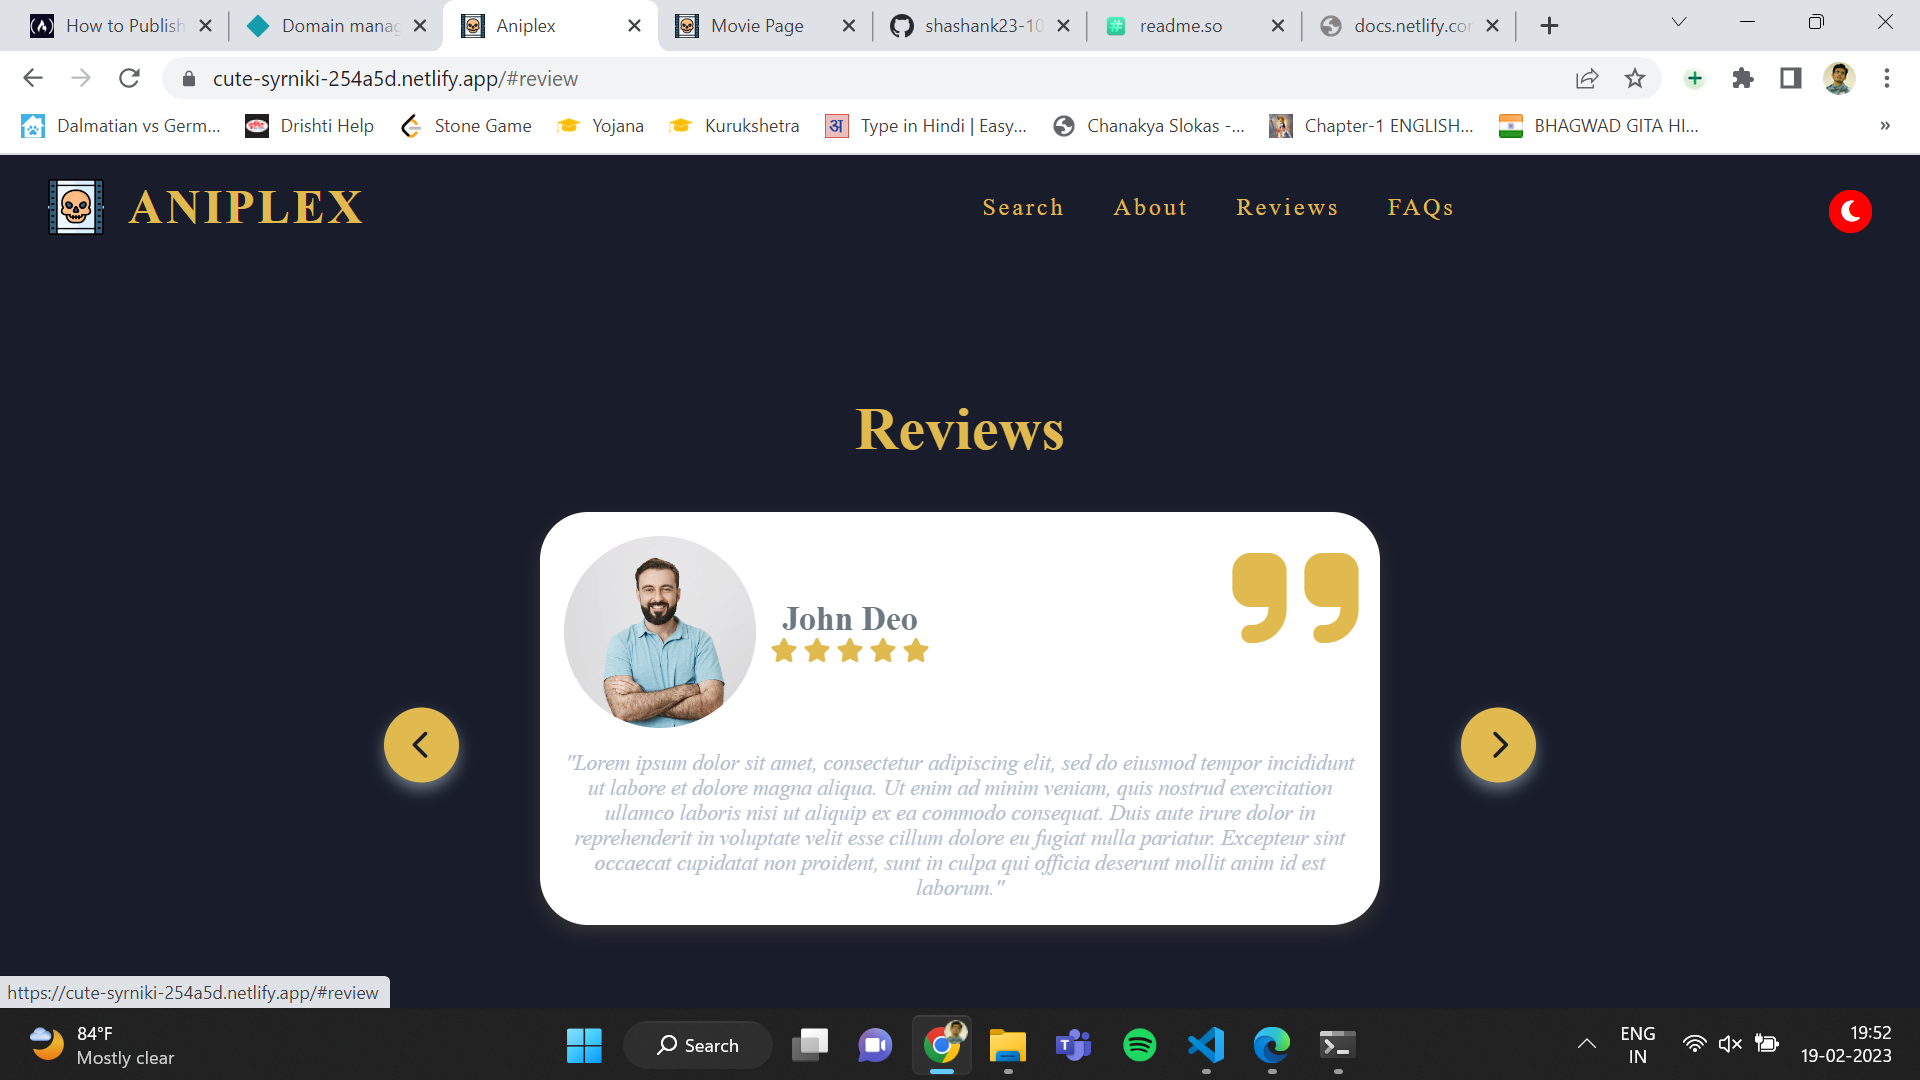 How to Publish
Domain manag
Aniplex
Movie Page
shashank23-10
readme.so
docs.netlify.cor
cute-syrniki-254a5d.netlify.app/#review
Dalmatian vs Germ...
Drishti Help
Stone Game
Yojana
Kurukshetra
अ
Type in Hindi | Easy...
Chanakya Slokas -...
Chapter-1 ENGLISH...
BHAGWAD GITA HI...
»
ANIPLEX
Search
About
Reviews
FAQs
Reviews
John Deo
"Lorem ipsum dolor sit amet, consectetur adipiscing elit, sed do eiusmod tempor incididunt
ut labore et dolore magna aliqua. Ut enim ad minim veniam, quis nostrud exercitation
ullamco laboris nisi ut aliquip ex ea commodo consequat. Duis aute irure dolor in
reprehenderit in voluptate velit esse cillum dolore eu fugiat nulla pariatur. Excepteur sint
occaecat cupidatat non proident, sunt in culpa qui officia deserunt mollit anim id est
laborum."
https://cute-syrniki-254a5d.netlify.app/#review
84°F
Mostly clear
Search
ENG
IN
19:52
19-02-2023